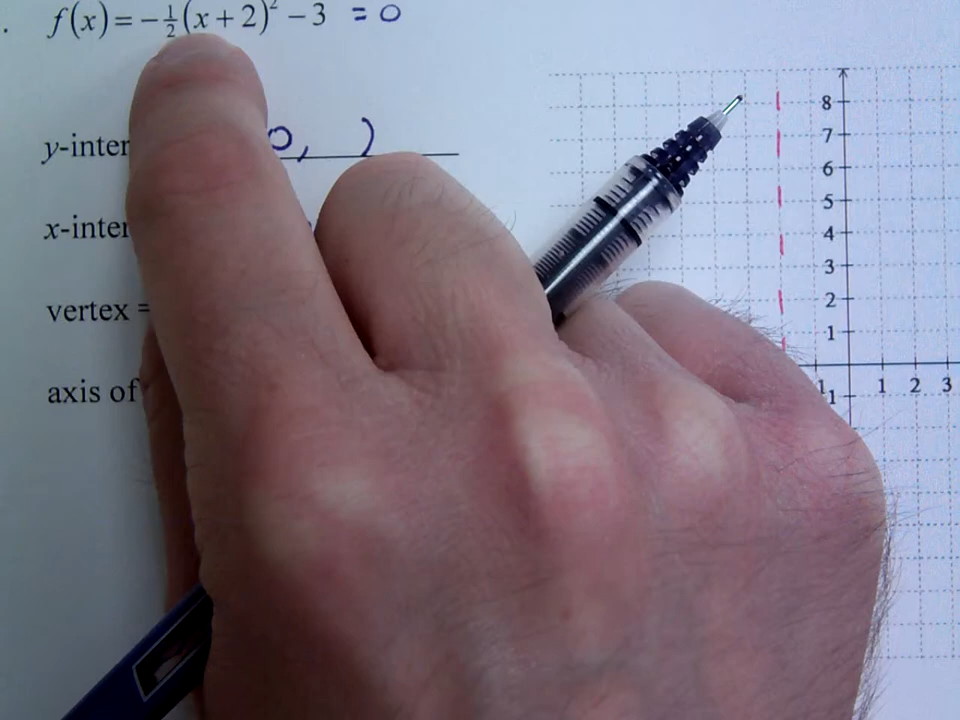 . f(x) = -½(x + 2)² - 3 = 0
y-inter 0, )
x-inter
vertex =
axis of
8
7
6
5
4
3
2
1
1 2 3
-1